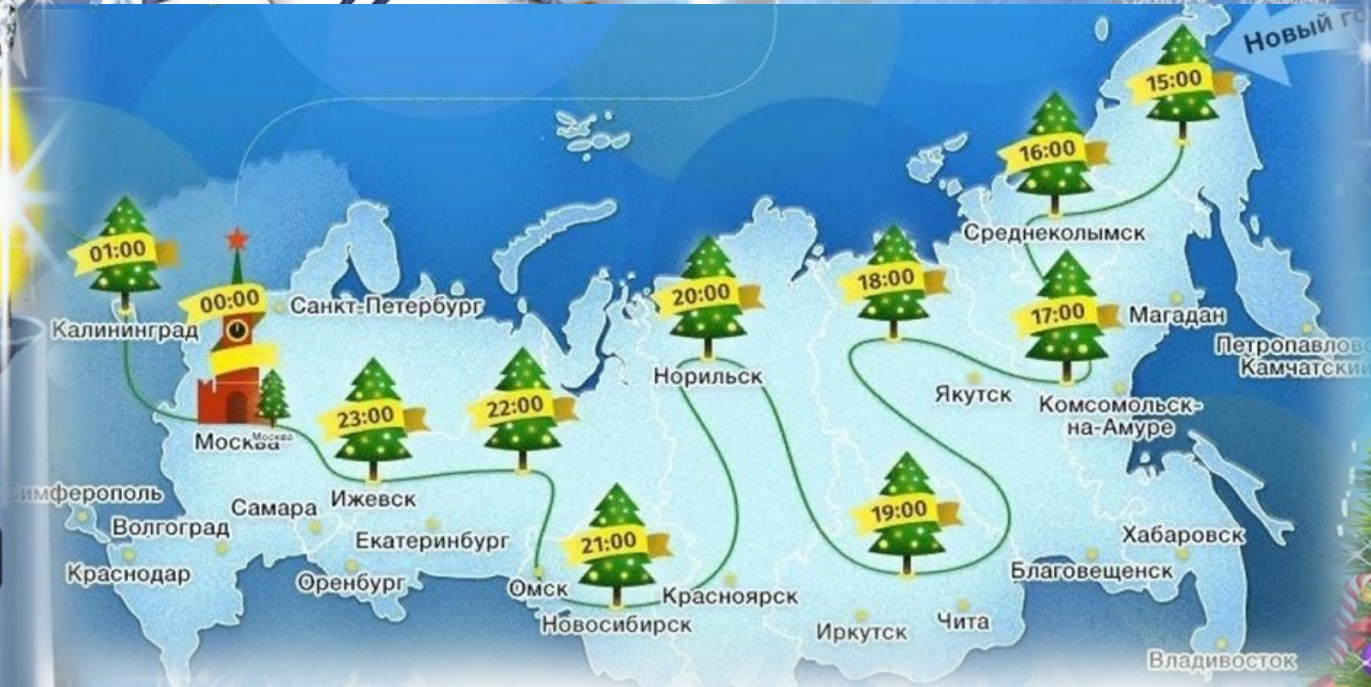 Новый го
15:00
16:00
Среднеколымск
01:00
Калининград
00:00
Санкт-Петербург
20:00
Норильск
18:00
17:00
Магадан
Петропавлов
Камчатский
Якутск
Комсомольск-
на-Амуре
23:00
22:00
Москва
Москва
Ижевск
19:00
21:00
Симферополь
Волгоград
Самара
Екатеринбург
Краснодар
Оренбург
Омск
Новосибирск
Красноярск
Иркутск
Чита
Благовещенск
Хабаровск
Владивосток